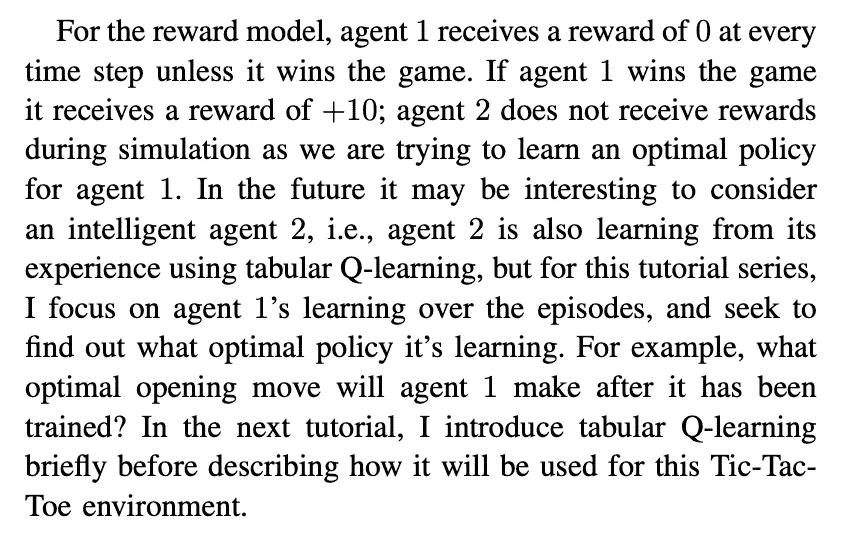 For the reward model, agent 1 receives a reward of 0 at every
time step unless it wins the game. If agent 1 wins the game
it receives a reward of +10; agent 2 does not receive rewards
during simulation as we are trying to learn an optimal policy
for agent 1. In the future it may be interesting to consider
an intelligent agent 2, i.e., agent 2 is also learning from its
experience using tabular Q-learning, but for this tutorial series,
I focus on agent 1’s learning over the episodes, and seek to
find out what optimal policy it’s learning. For example, what
optimal opening move will agent 1 make after it has been
trained? In the next tutorial, I introduce tabular Q-learning
briefly before describing how it will be used for this Tic-Tac-
Toe environment.